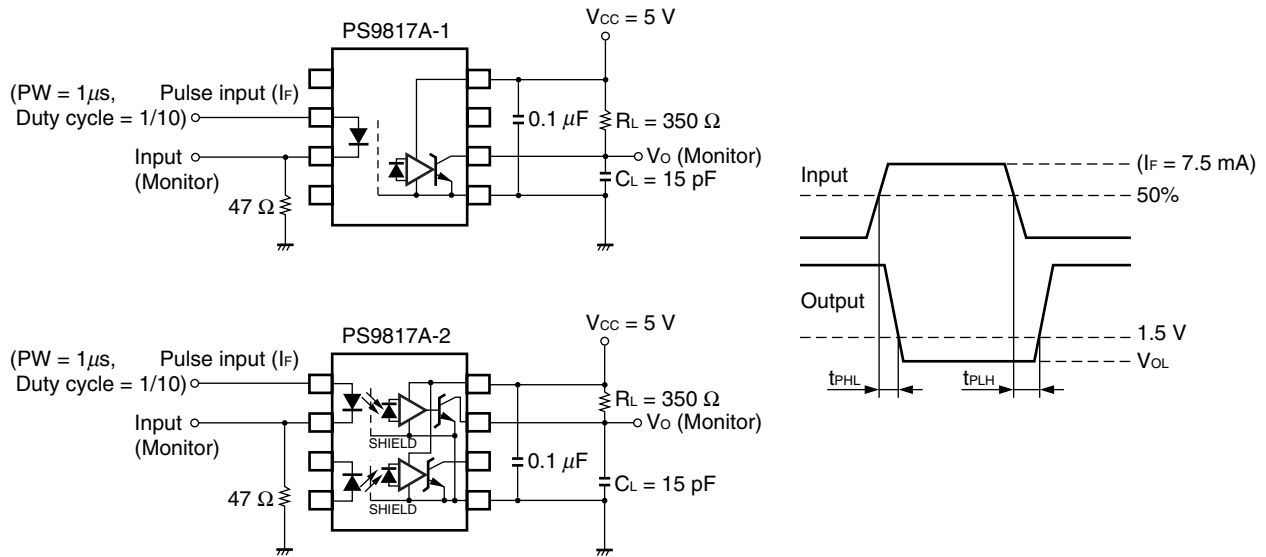 VCC = 5 V
PS9817A-1
(PW = 1μs, Pulse input (IF)
Duty cycle = 1/10)
Input
(Monitor)
47 Ω
0.1 μF
RL = 350 Ω
VO (Monitor)
CL = 15 pF
VCC = 5 V
PS9817A-2
(PW = 1μs, Pulse input (IF)
Duty cycle = 1/10)
Input
(Monitor)
47 Ω
SHIELD
SHIELD
0.1 μF
RL = 350 Ω
VO (Monitor)
CL = 15 pF
Input
(IF = 7.5 mA)
50%
Output
1.5 V
VOL
tPHL
tPLH